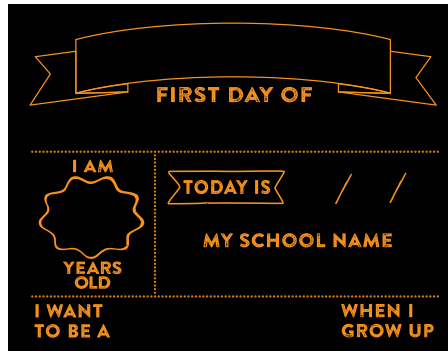 FIRST DAY OF
I AM
YEARS
OLD
TODAY IS / /
MY SCHOOL NAME
I WANT
TO BE A
WHEN I
GROW UP